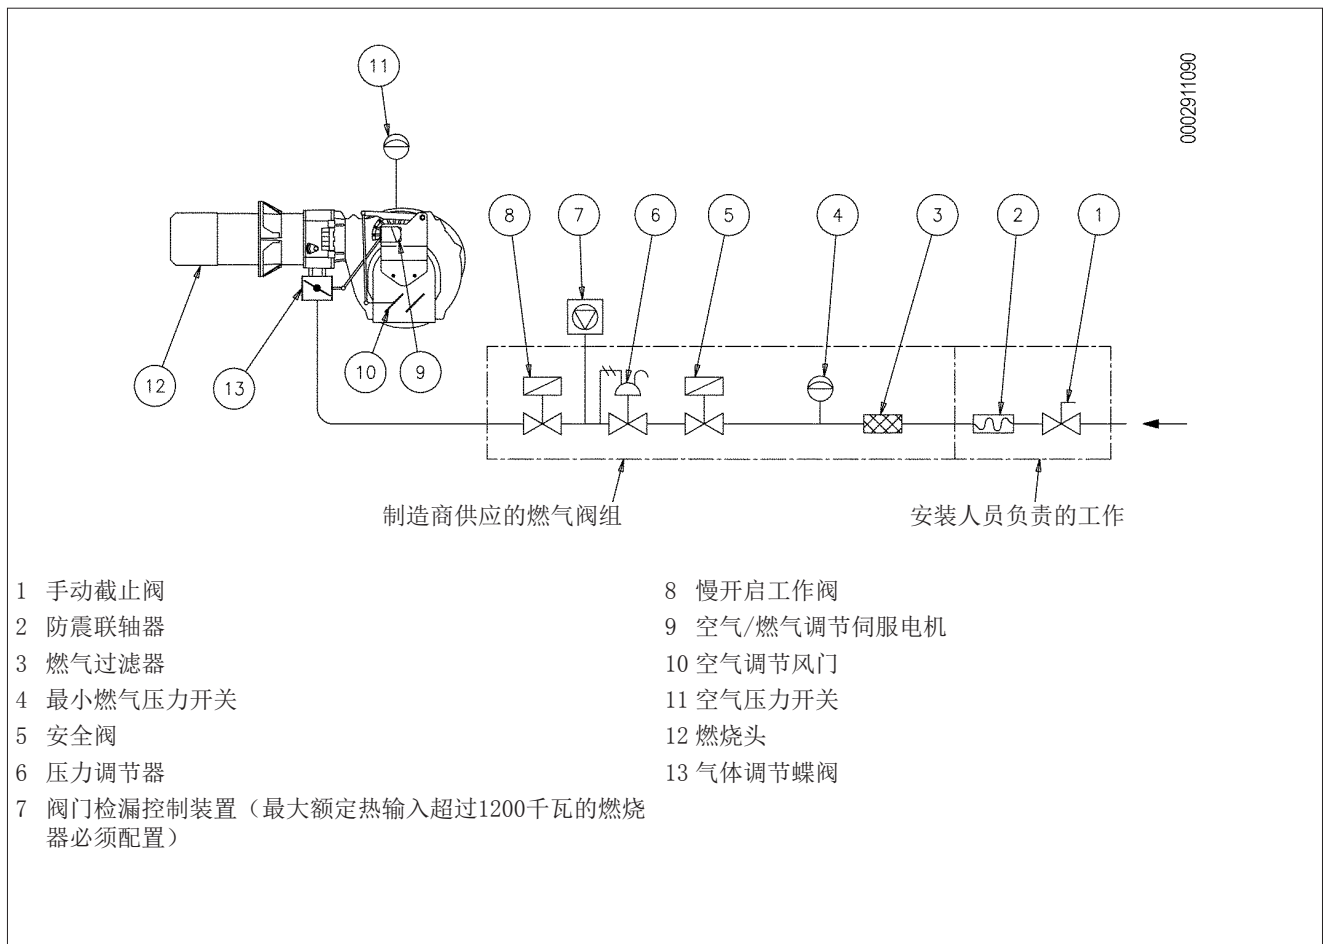 11
0002911090
8
7
6
5
4
3
2
1
12
13
10
9
制造商供应的燃气阀组
安装人员负责的工作
1 手动截止阀
2 防震联轴器
3 燃气过滤器
4 最小燃气压力开关
5 安全阀
6 压力调节器
7 阀门检漏控制装置（最大额定热输入超过1200千瓦的燃烧
器必须配置）
8 慢开启工作阀
9 空气/燃气调节伺服电机
10 空气调节风门
11 空气压力开关
12 燃烧头
13 气体调节蝶阀